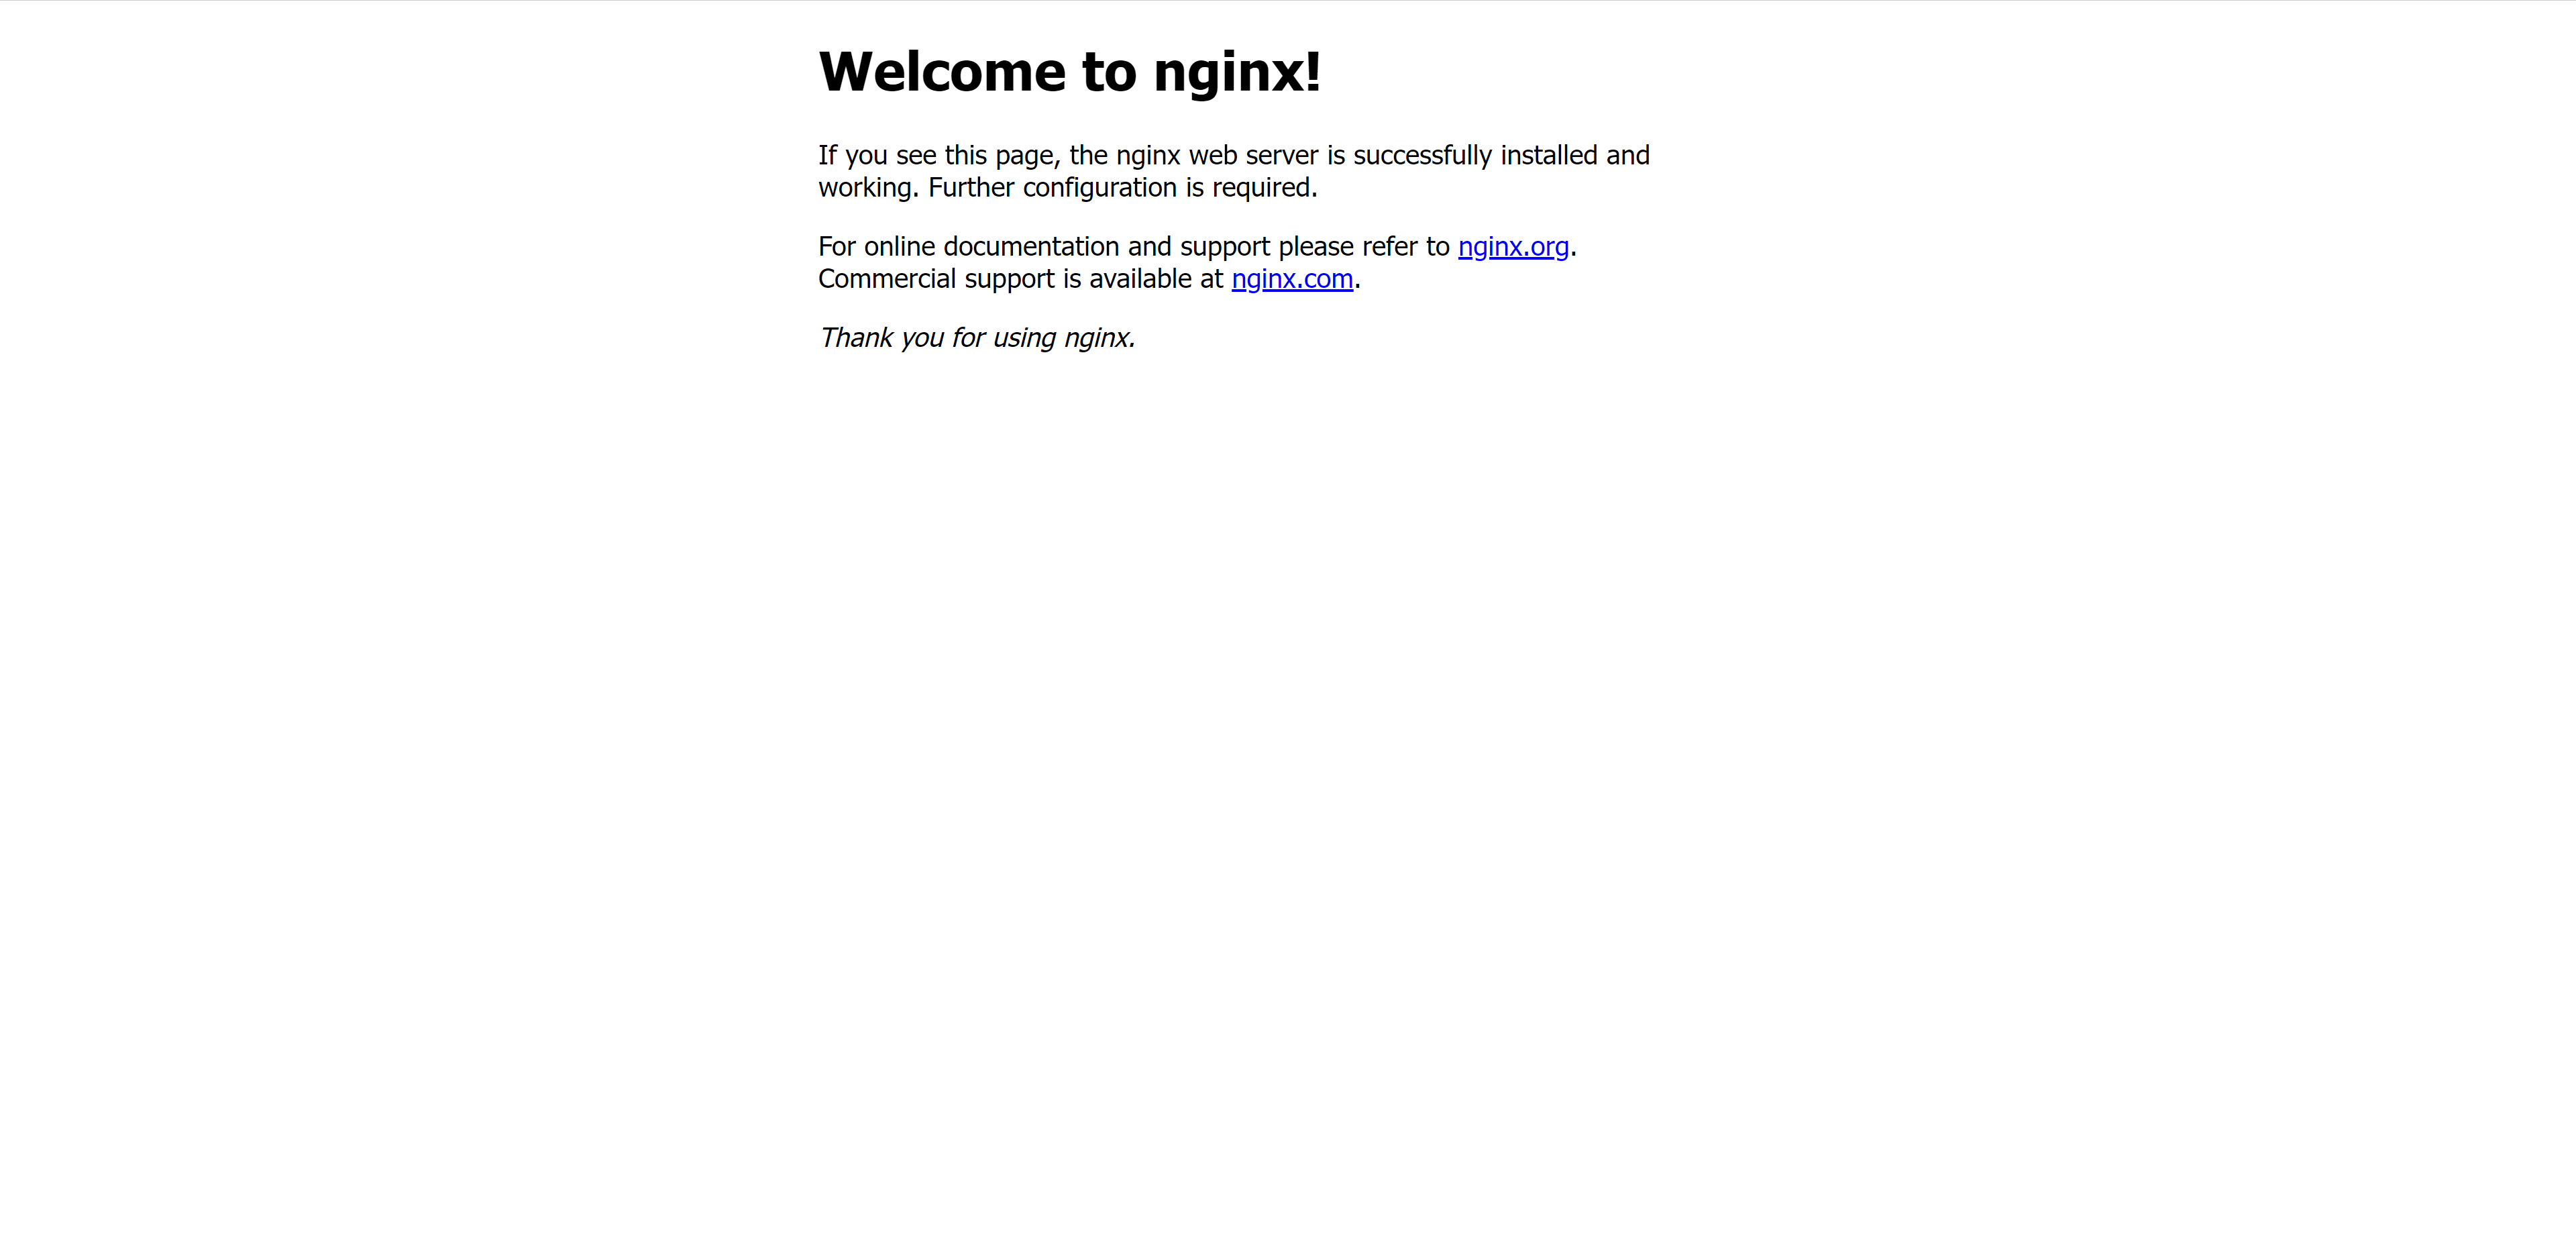 Welcome to nginx!
If you see this page, the nginx web server is successfully installed and
working. Further configuration is required.
For online documentation and support please refer to nginx.org.
Commercial support is available at nginx.com.
Thank you for using nginx.